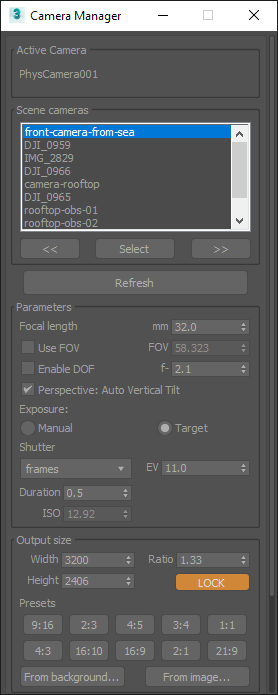 3 Camera Manager
Active Camera
PhysCamera001
Scene cameras
front-camera-from-sea
DJI_0959
IMG_2829
DJI_0966
camera-rooftop
DJI_0965
rooftop-obs-01
rooftop-obs-02
<< Select >>
Refresh
Parameters
Focal length mm 32.0
Use FOV FOV 58.323
Enable DOF f- 2.1
Perspective: Auto Vertical Tilt
Exposure:
Manual Target
Shutter
frames EV 11.0
Duration 0.5
ISO 12.92
Output size
Width 3200 Ratio 1.33
Height 2406 LOCK
Presets
9:16 2:3 4:5 3:4 1:1
4:3 16:10 16:9 2:1 21:9
From background... From image...